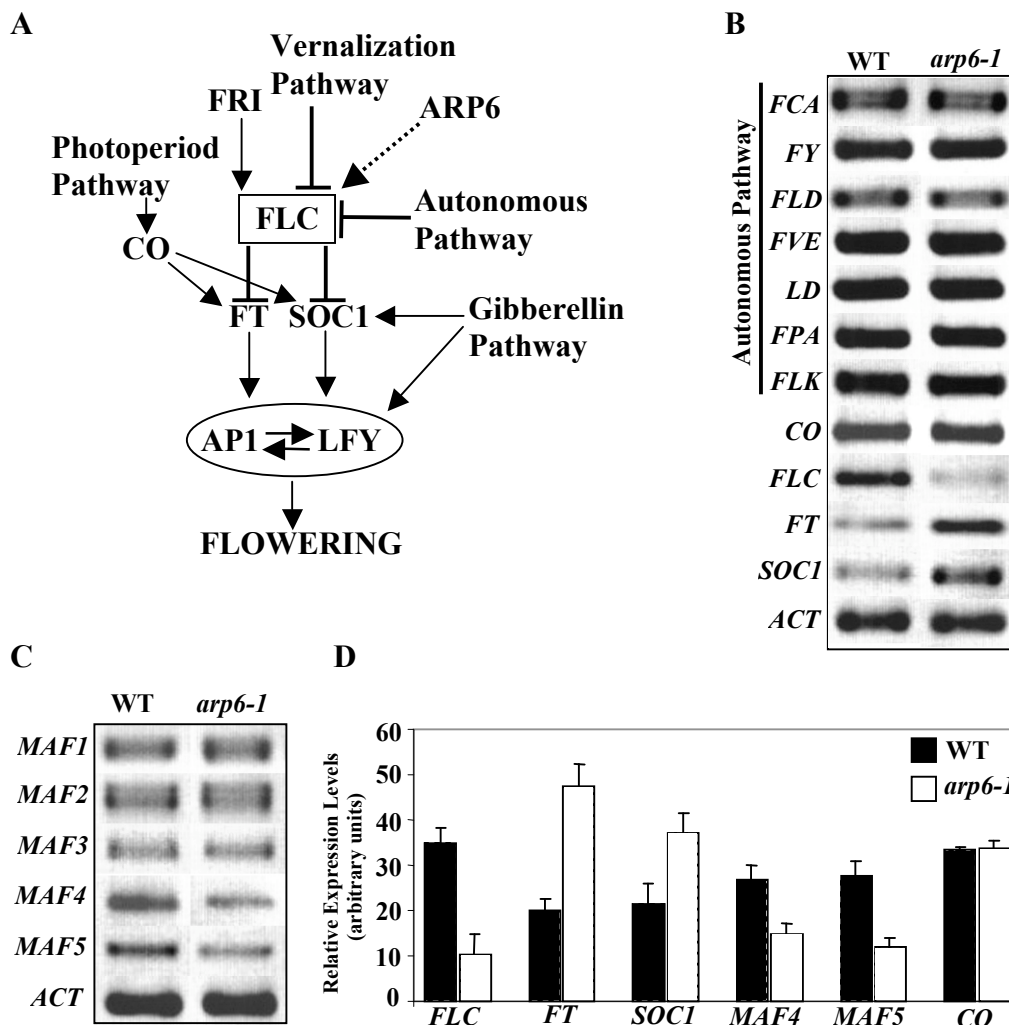 A
Vernalization
Pathway
FRI
ARP6
Photoperiod
Pathway
FLC
Autonomous
Pathway
CO
FT SOC1
Gibberellin
Pathway
AP1 LFY
FLOWERING
B
WT arp6-1
Autonomous Pathway
FCA
FY
FLD
FVE
LD
FPA
FLK
CO
FLC
FT
SOC1
ACT
C
WT arp6-1
MAF1
MAF2
MAF3
MAF4
MAF5
ACT
D
Relative Expression Levels
(arbitrary units)
60
50
40
30
20
10
0
WT
arp6-1
FLC FT SOC1 MAF4 MAF5 CO